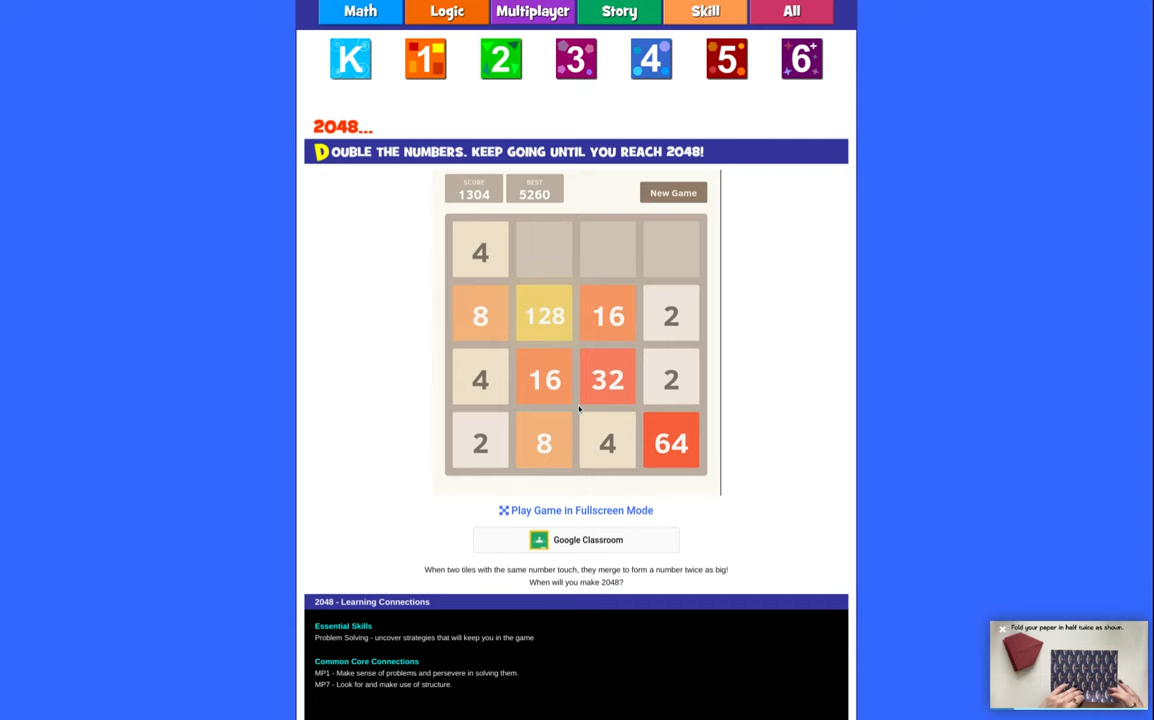 Math Logic Multiplayer Story Skill All
K 1 2 3 4 5 6+
2048...
DOUBLE THE NUMBERS. KEEP GOING UNTIL YOU REACH 2048!
SCORE BEST
1304 5260 New Game
4
8 128 16 2
4 16 32 2
2 8 4 64
Play Game in Fullscreen Mode
Google Classroom
When two tiles with the same number touch, they merge to form a number twice as big!
When will you make 2048?
2048 - Learning Connections
Essential Skills
Problem Solving - uncover strategies that will keep you in the game
Common Core Connections
MP1 - Make sense of problems and persevere in solving them.
MP7 - Look for and make use of structure.
Fold your paper in half twice as shown.